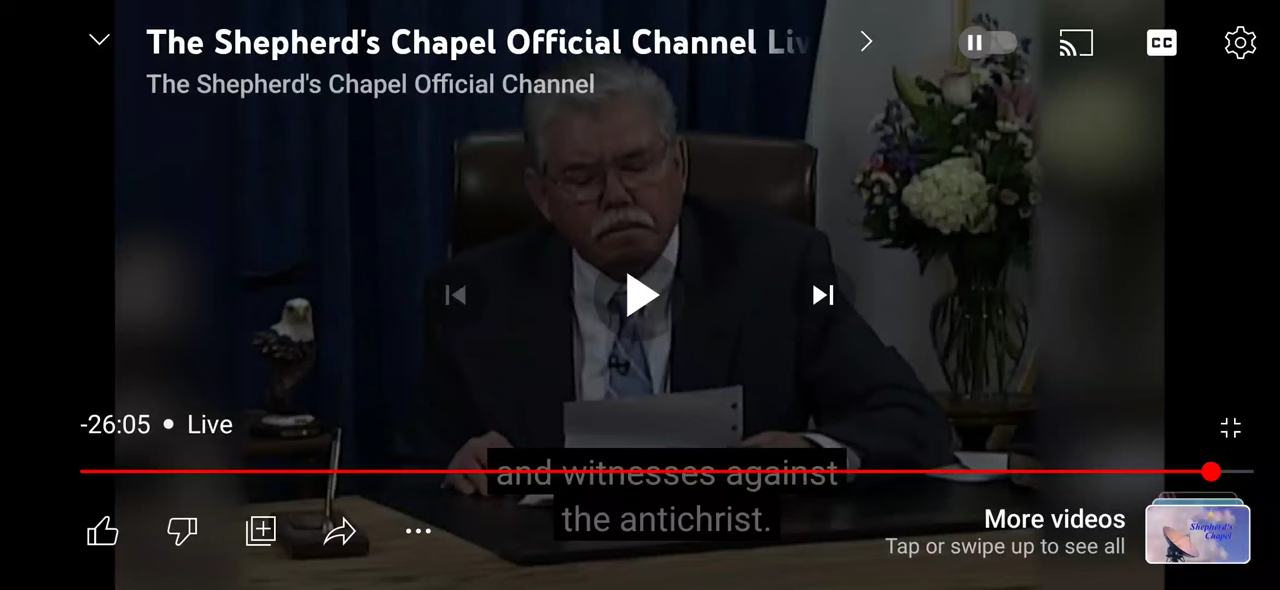 The Shepherd's Chapel Official Channel Liv
The Shepherd's Chapel Official Channel
CC
-26:05 • Live
and witnesses against
the antichrist.
More videos
Tap or swipe up to see all
Shepherd's
Chapel